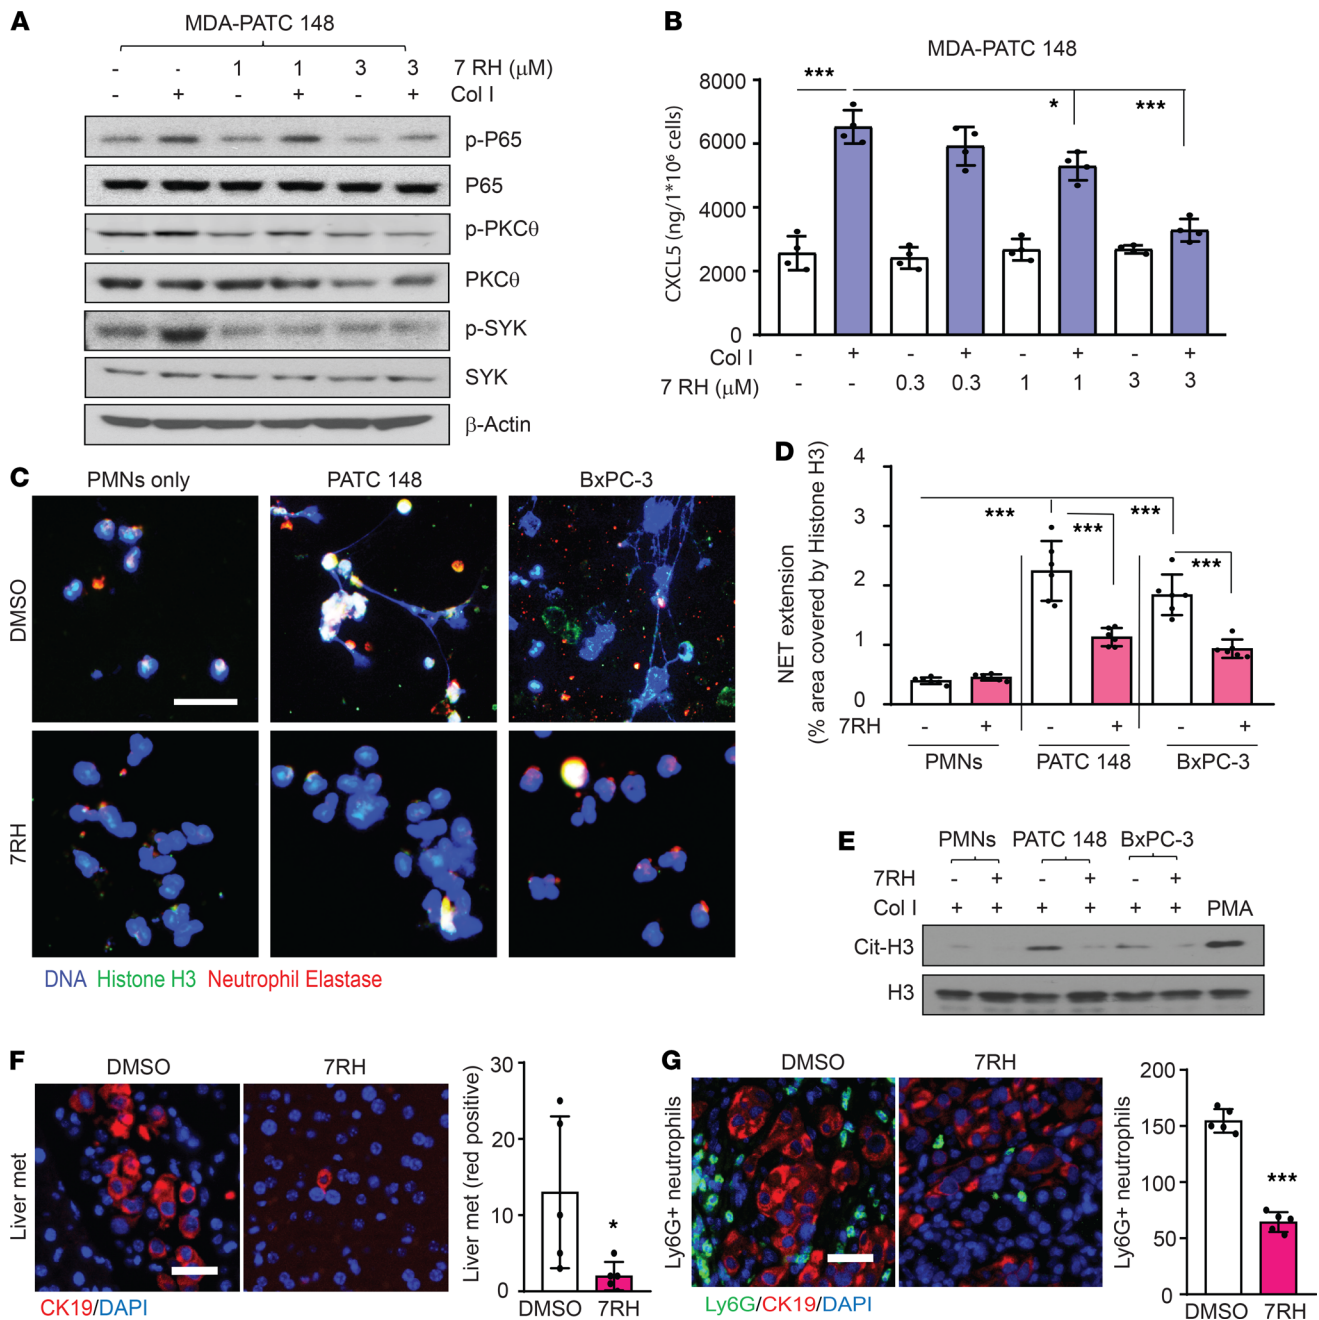 A
MDA-PATC 148
- - 1 1 3 3 7 RH (μM)
- + - + - + Col I
p-P65
P65
p-PKCθ
PKCθ
p-SYK
SYK
β-Actin
B
MDA-PATC 148
CXCL5 (ng/1*10⁶ cells)
8000
6000
4000
2000
0
*** * ***
Col I - + - + - + - +
7 RH (μM) - - 0.3 0.3 1 1 3 3
C
PMNs only PATC 148 BxPC-3
DMSO
7RH
DNA Histone H3 Neutrophil Elastase
D
NET extension
(% area covered by Histone H3)
4
3
2
1
0
*** *** *** ***
7RH - + - + - +
PMNs PATC 148 BxPC-3
E
PMNs PATC 148 BxPC-3
7RH - + - + - +
Col I + + + + + + PMA
Cit-H3
H3
F
DMSO 7RH
Liver met
CK19/DAPI
Liver met (red positive)
30
20
10
0
*
DMSO 7RH
G
DMSO 7RH
Ly6G+ neutrophils
Ly6G/CK19/DAPI
Ly6G+ neutrophils
200
150
100
50
0
***
DMSO 7RH